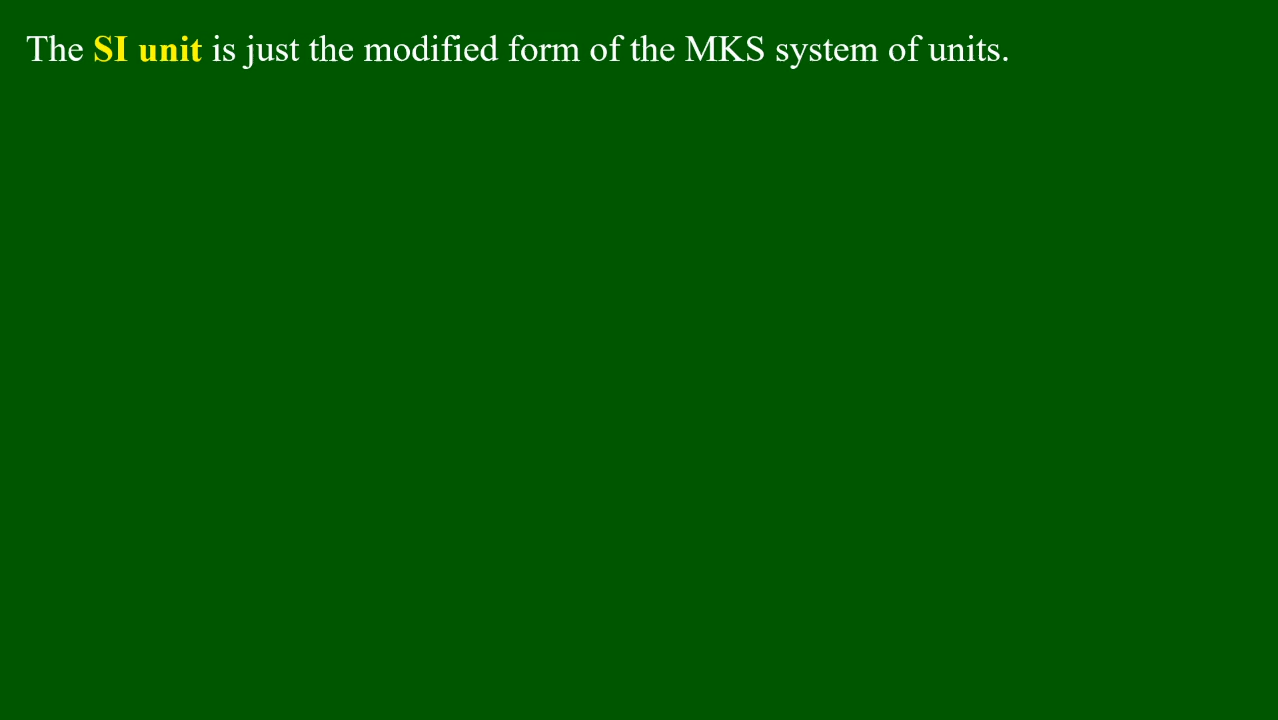 The SI unit is just the modified form of the MKS system of units.